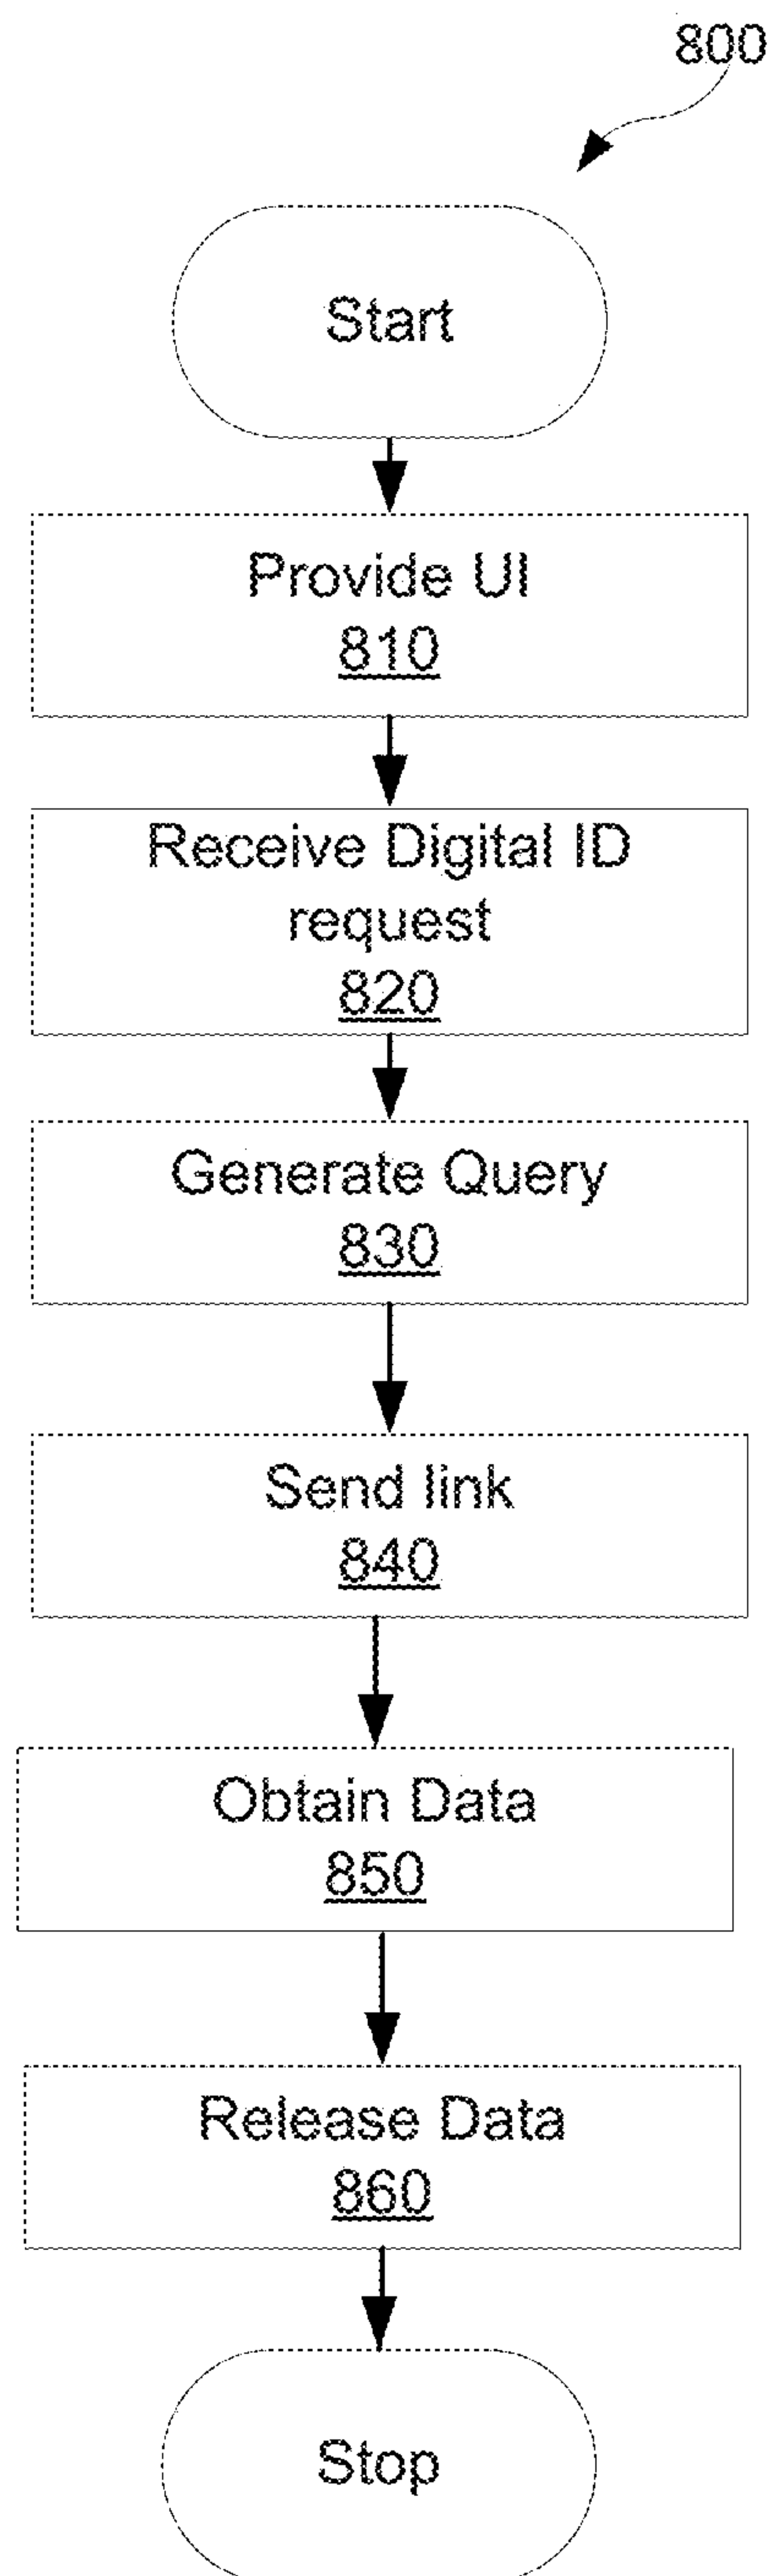 800
Start
Provide UI
810
Receive Digital ID
request
820
Generate Query
830
Send link
840
Obtain Data
850
Release Data
860
Stop